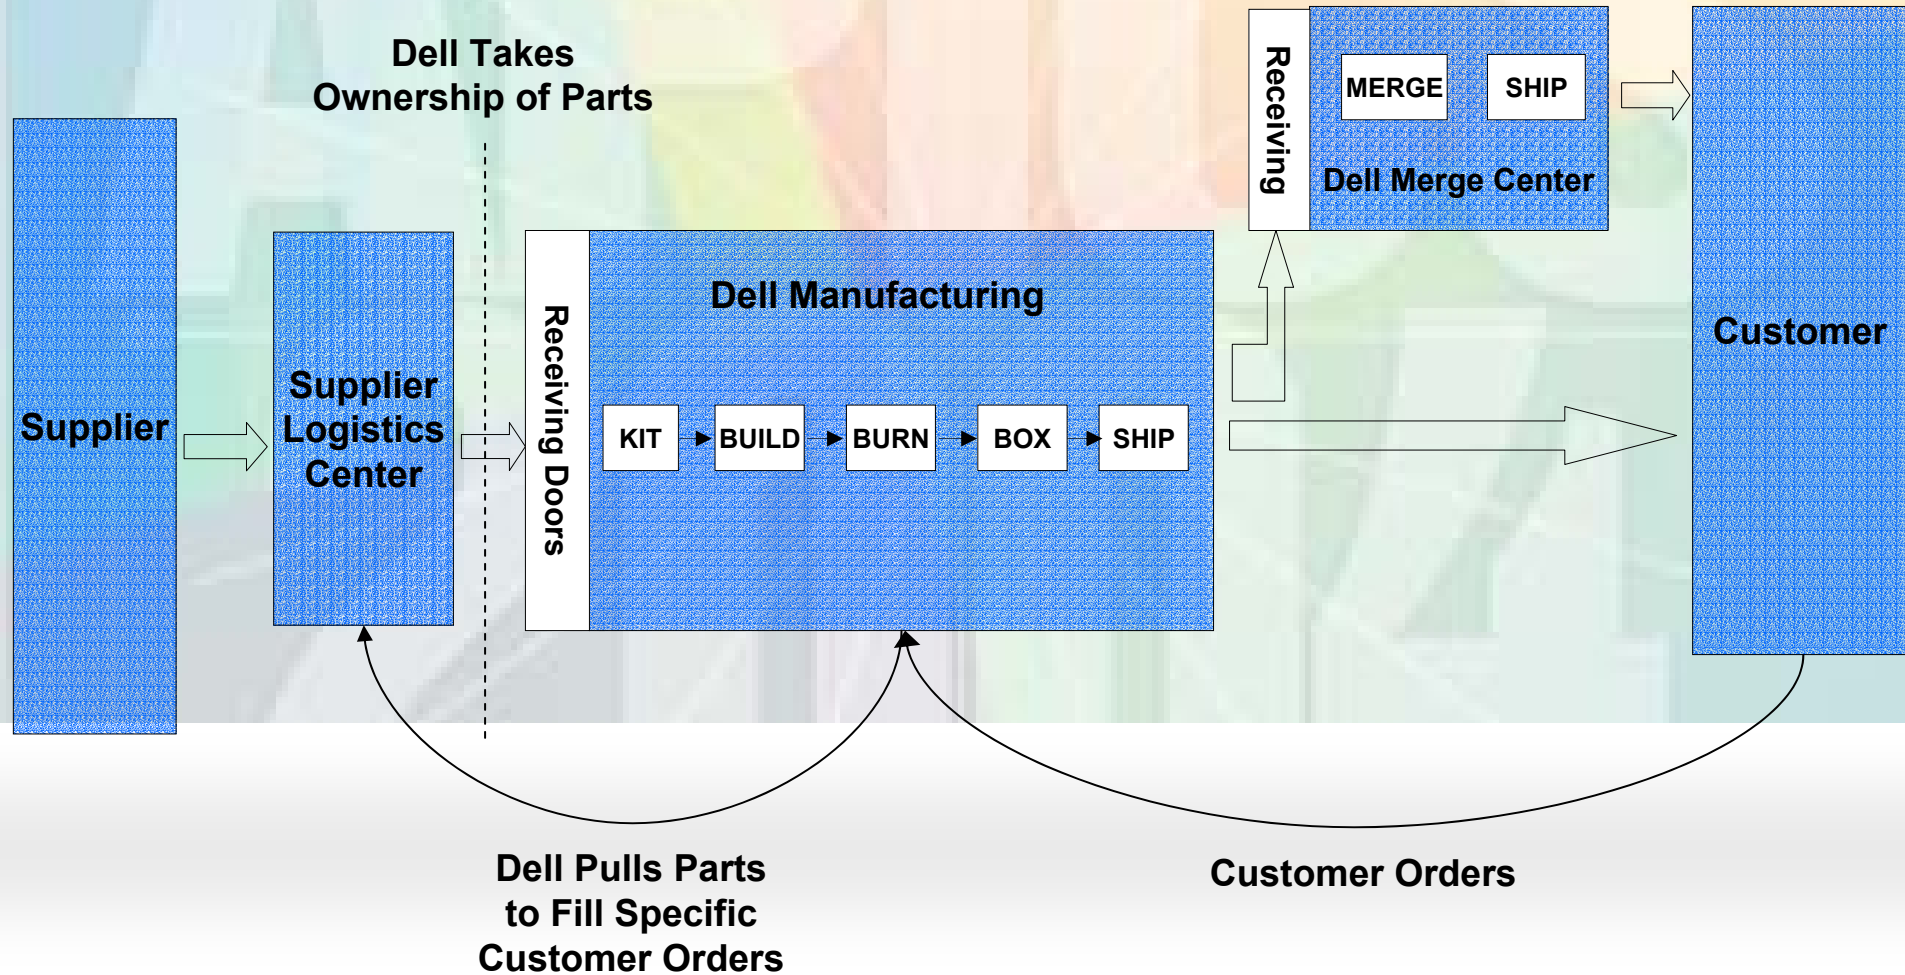 Dell Takes
Ownership of Parts
Supplier
Supplier
Logistics
Center
Receiving Doors
Dell Manufacturing
KIT
BUILD
BURN
BOX
SHIP
Receiving
MERGE
SHIP
Dell Merge Center
Customer
Dell Pulls Parts
to Fill Specific
Customer Orders
Customer Orders